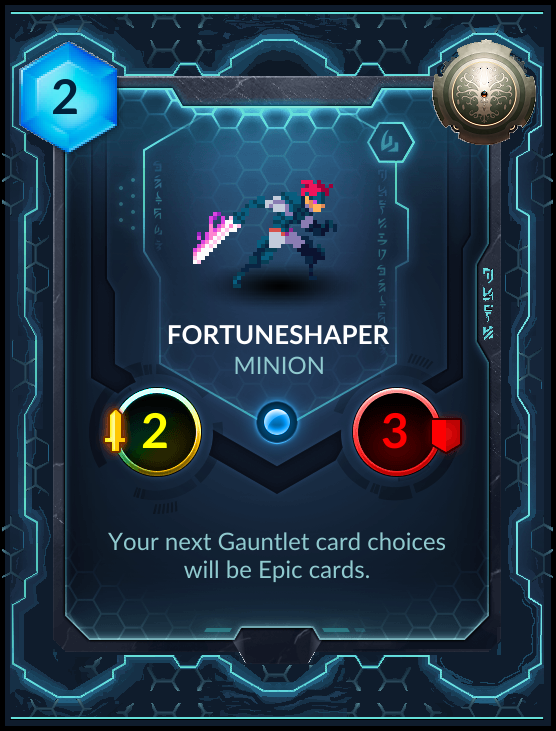 2
FORTUNESHAPER
MINION
2
3
Your next Gauntlet card choices
will be Epic cards.